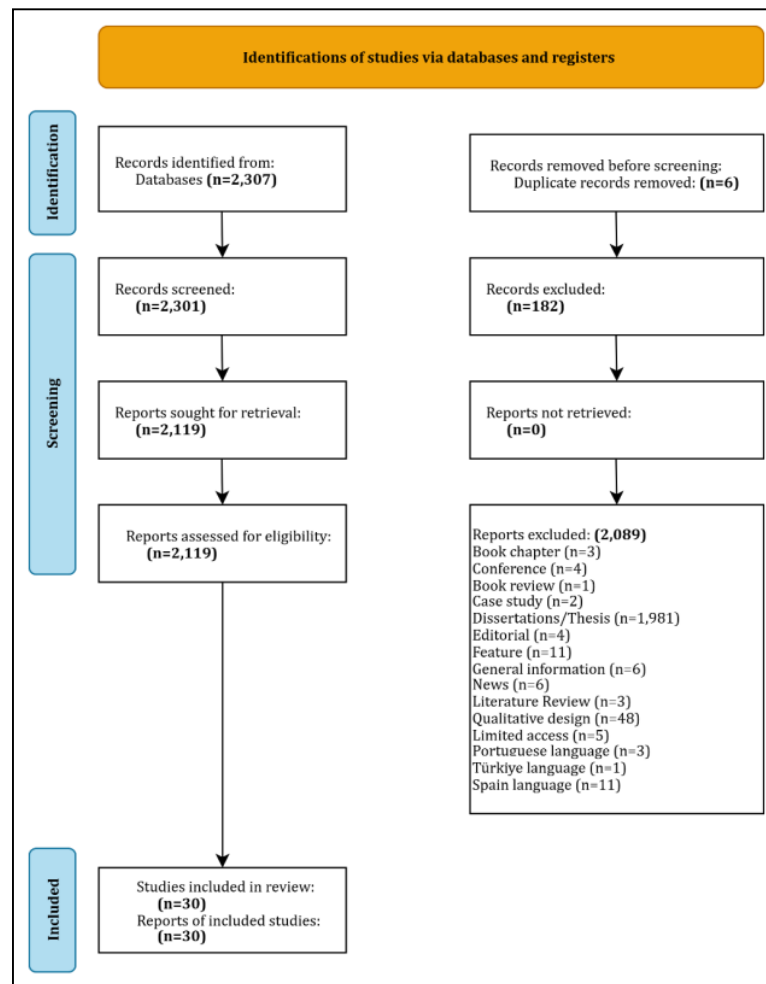 Identifications of studies via databases and registers
Identification
Records identified from:
Databases (n=2,307)
Records removed before screening:
Duplicate records removed: (n=6)
Screening
Records screened:
(n=2,301)
Records excluded:
(n=182)
Reports sought for retrieval:
(n=2,119)
Reports not retrieved:
(n=0)
Reports assessed for eligibility:
(n=2,119)
Reports excluded: (2,089)
Book chapter (n=3)
Conference (n=4)
Book review (n=1)
Case study (n=2)
Dissertations/Thesis (n=1,981)
Editorial (n=4)
Feature (n=11)
General information (n=6)
News (n=6)
Literature Review (n=3)
Qualitative design (n=48)
Limited access (n=5)
Portuguese language (n=3)
Türkiye language (n=1)
Spain language (n=11)
Included
Studies included in review:
(n=30)
Reports of included studies:
(n=30)